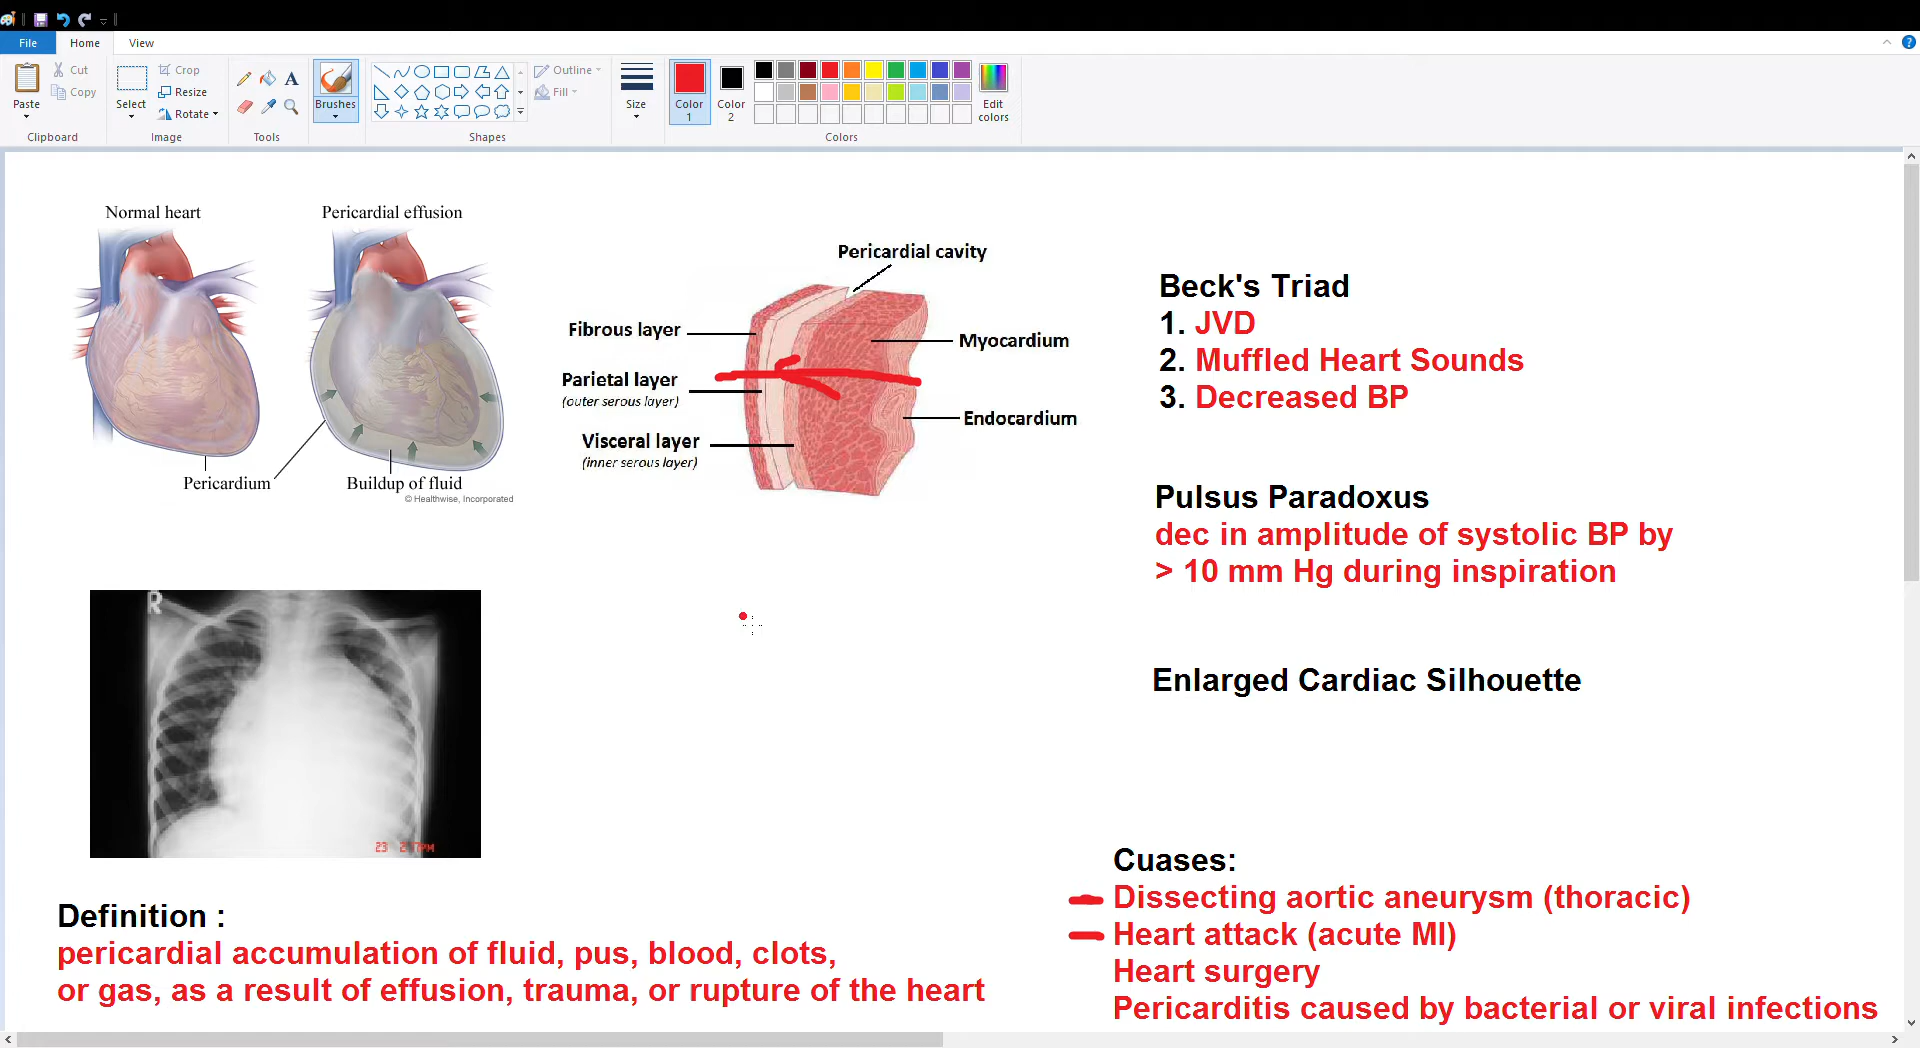 File
Home
View
Paste
Cut
Copy
Clipboard
Select
Crop
Resize
Rotate
Image
Tools
Brushes
Shapes
Outline
Fill
Size
Color
1
Color
2
Edit
colors
Colors
Normal heart
Pericardial effusion
Pericardium
Buildup of fluid
© Healthwise, Incorporated
Pericardial cavity
Fibrous layer
Myocardium
Parietal layer
(outer serous layer)
Endocardium
Visceral layer
(inner serous layer)
Beck's Triad
1. JVD
2. Muffled Heart Sounds
3. Decreased BP
Pulsus Paradoxus
dec in amplitude of systolic BP by
> 10 mm Hg during inspiration
R
23
Enlarged Cardiac Silhouette
Definition :
pericardial accumulation of fluid, pus, blood, clots,
or gas, as a result of effusion, trauma, or rupture of the heart
Cuases:
Dissecting aortic aneurysm (thoracic)
Heart attack (acute MI)
Heart surgery
Pericarditis caused by bacterial or viral infections